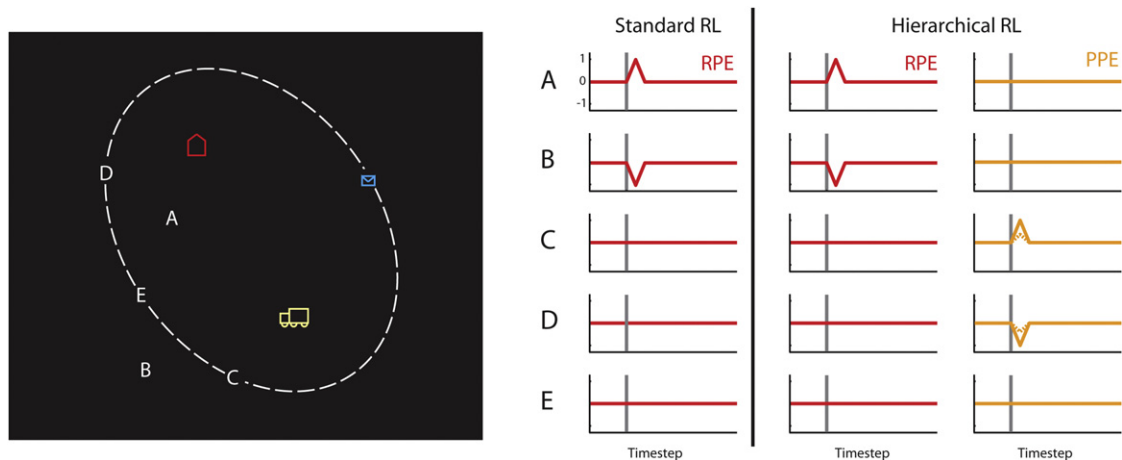 Standard RL
Hierarchical RL
A
1
0
-1
RPE
RPE
PPE
B
C
D
E
Timestep
Timestep
Timestep
D
A
E
B
C